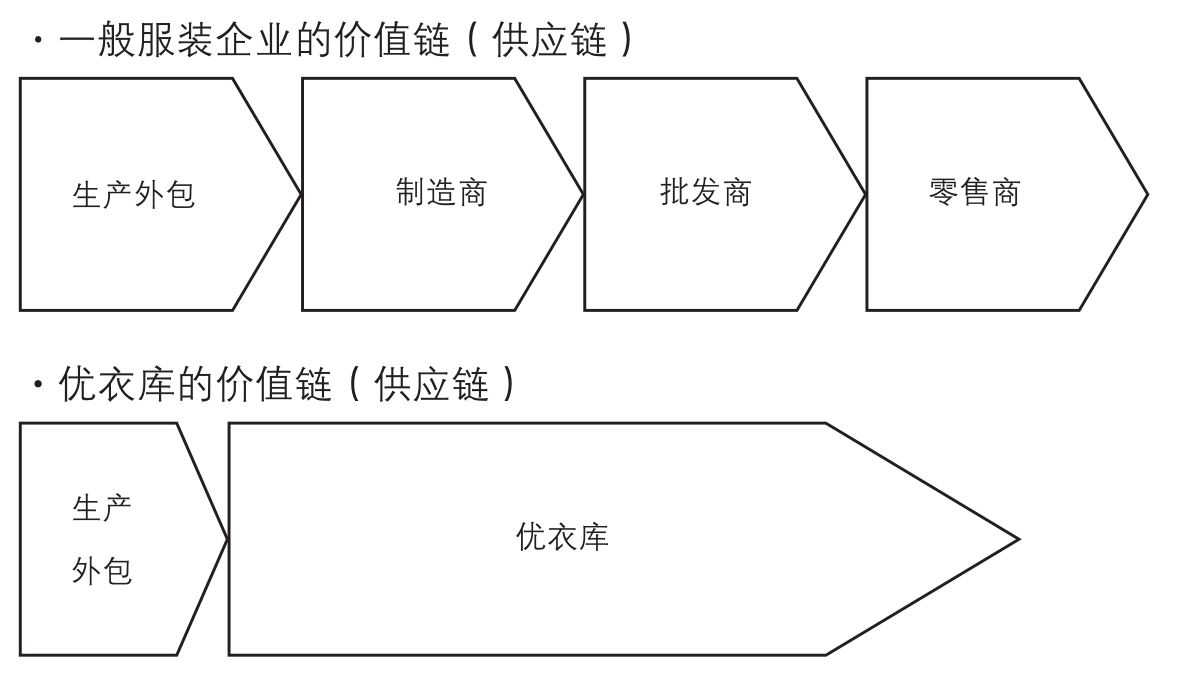 ·一般服装企业的价值链（供应链）
生产外包
制造商
批发商
零售商
·优衣库的价值链（供应链）
生产
外包
优衣库